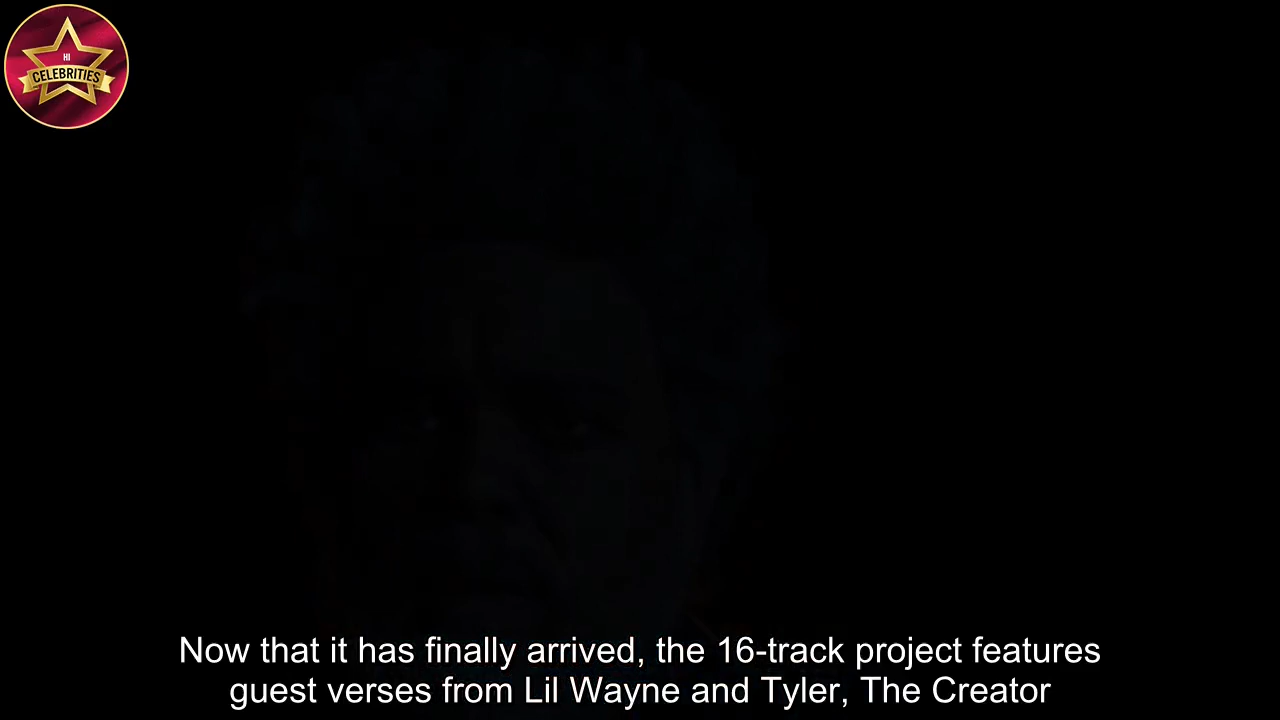 HI
CELEBRITIES
Now that it has finally arrived, the 16-track project features
guest verses from Lil Wayne and Tyler, The Creator